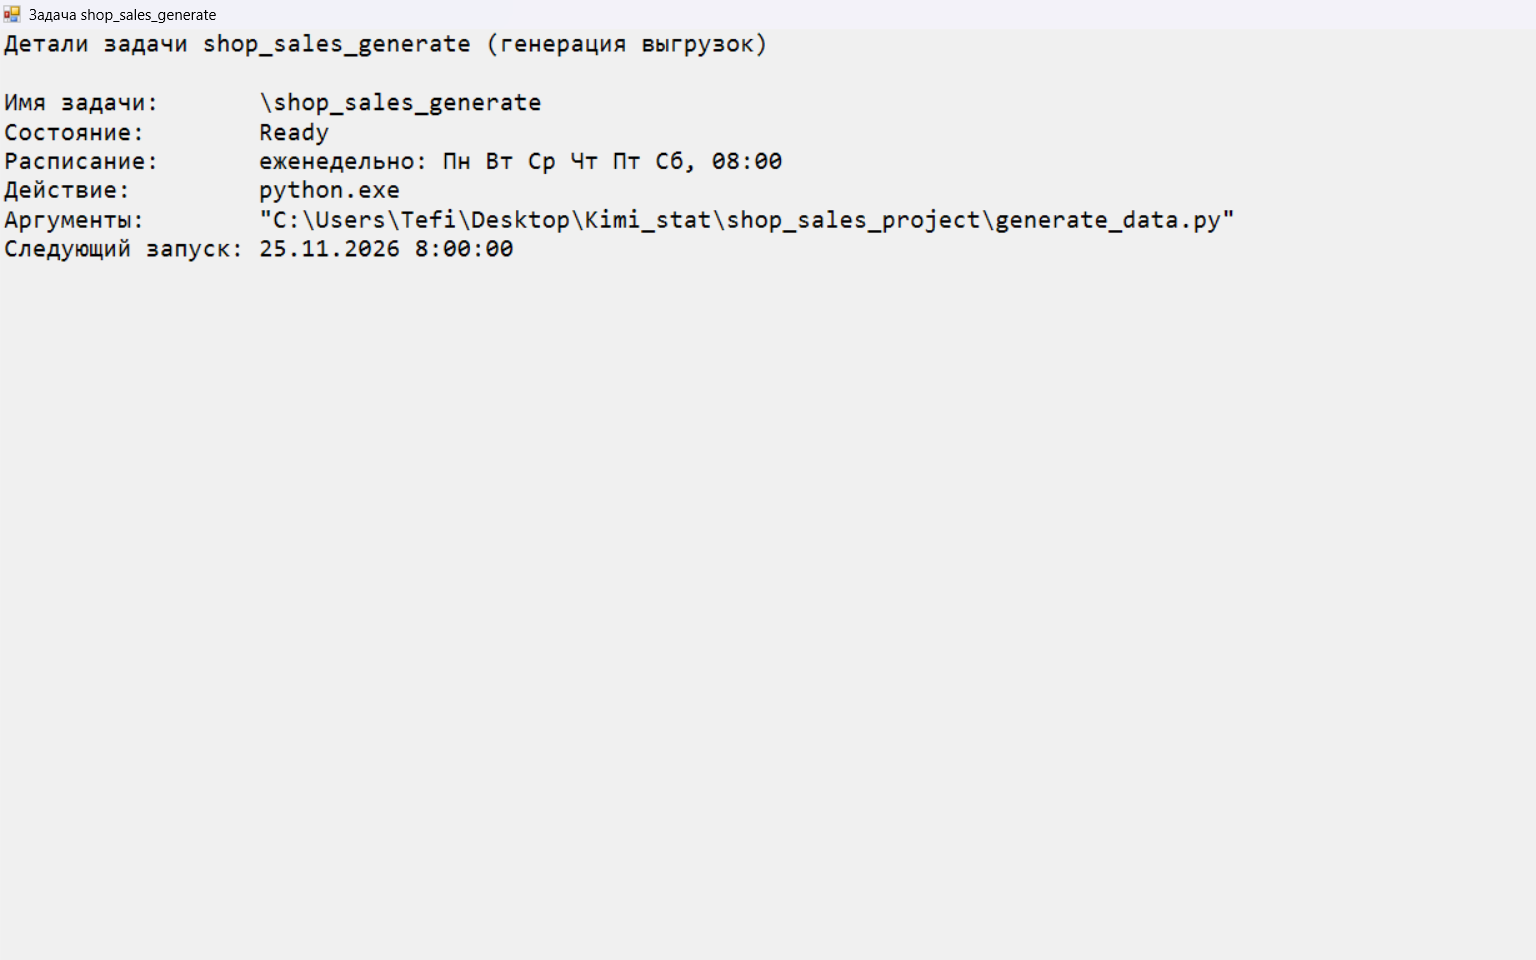 Задача shop_sales_generate
Детали задачи shop_sales_generate (генерация выгрузок)
Имя задачи: \shop_sales_generate
Состояние: Ready
Расписание: еженедельно: Пн Вт Ср Чт Пт Сб, 08:00
Действие: python.exe
Аргументы: "C:\Users\Tefi\Desktop\Kimi_stat\shop_sales_project\generate_data.py"
Следующий запуск: 25.11.2026 8:00:00